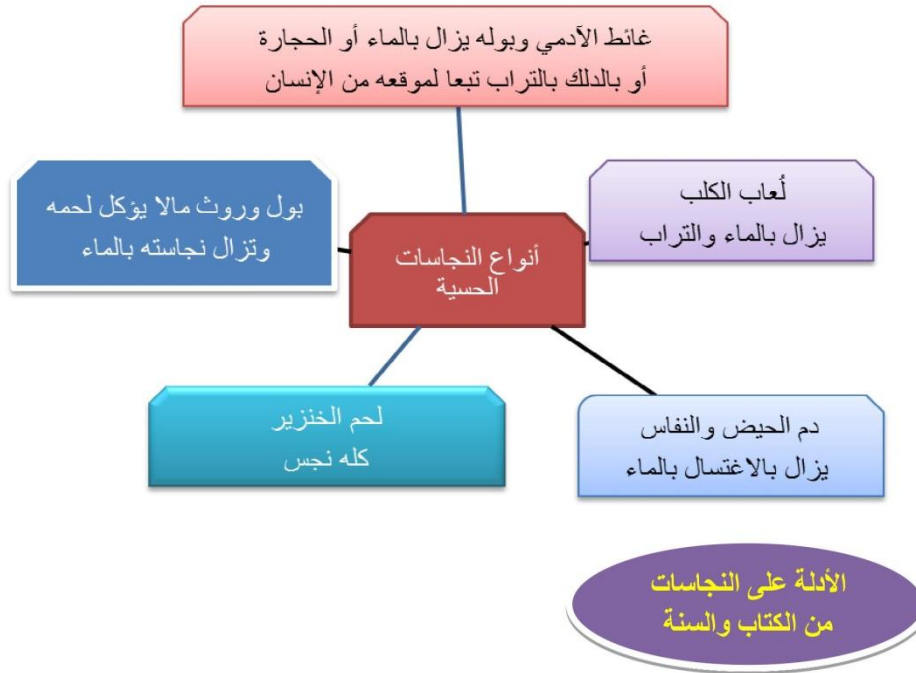 غائط الآدمي وبوله يزال بالماء أو الحجارة
أو بالدلك بالتراب تبعا لموقعه من الإنسان
لُعاب الكلب
يزال بالماء والتراب
بول وروث مالا يؤكل لحمه
وتزال نجاسته بالماء
أنواع النجاسات
الحسية
دم الحيض والنفاس
يزال بالاغتسال بالماء
لحم الخنزير
كله نجس
الأدلة على النجاسات
من الكتاب والسنة